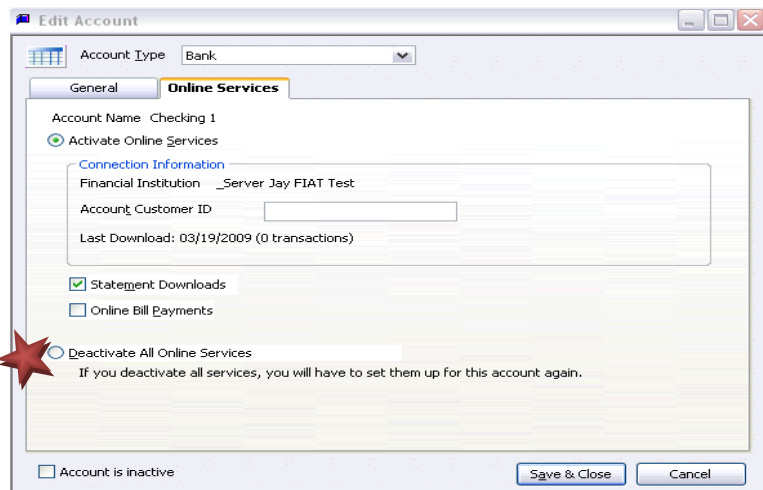 Edit Account
Account Type Bank
General Online Services
Account Name Checking 1
Activate Online Services
Connection Information
Financial Institution _Server Jay FIAT Test
Account Customer ID
Last Download: 03/19/2009 (0 transactions)
Statement Downloads
Online Bill Payments
Deactivate All Online Services
If you deactivate all services, you will have to set them up for this account again.
Account is inactive Save & Close Cancel